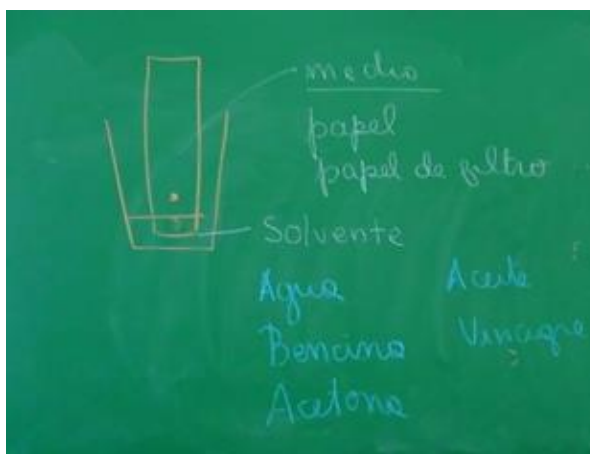 medio
papel
papel de filtro
Solvente
Agua
Aceite
Bencina
Vinagre
Acetona